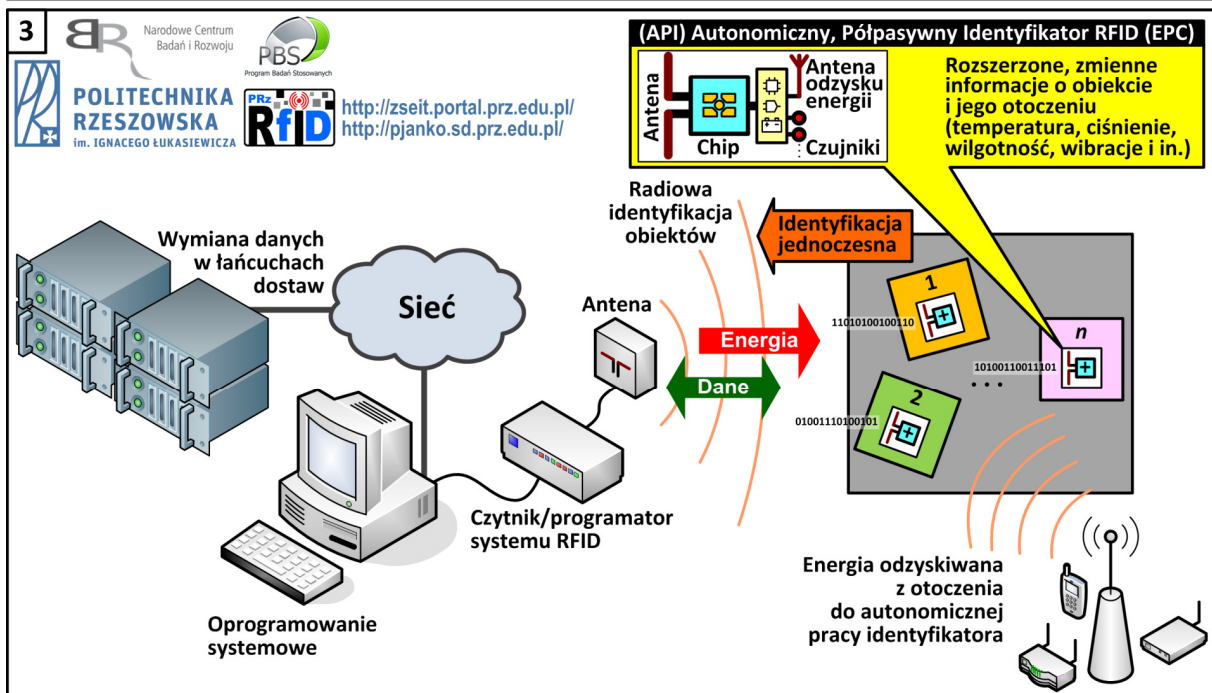 3
BR
Narodowe Centrum
Badań i Rozwoju
PBS
Program Badań Stosowanych
POLITECHNIKA
RZESZOWSKA
im. IGNACEGO ŁUKASIEWICZA
PRz
RfID
http://zseit.portal.prz.edu.pl/
http://pjanko.sd.prz.edu.pl/
(API) Autonomiczny, Półpasywny Identyfikator RFID (EPC)
Antena
Chip
Antena
odzysku
energii
Czujniki
Rozszerzone, zmienne
informacje o obiekcie
i jego otoczeniu
(temperatura, ciśnienie,
wilgotność, wibracje i in.)
Wymiana danych
w łańcuchach
dostaw
Sieć
Antena
Radiowa
identyfikacja
obiektów
Identyfikacja
jednoczesna
Energia
Dane
1
11010100100110
n
10100110011101
...
2
01001110100101
Czytnik/programator
systemu RFID
Oprogramowanie
systemowe
Energia odzyskiwana
z otoczenia
do autonomicznej
pracy identyfikatora